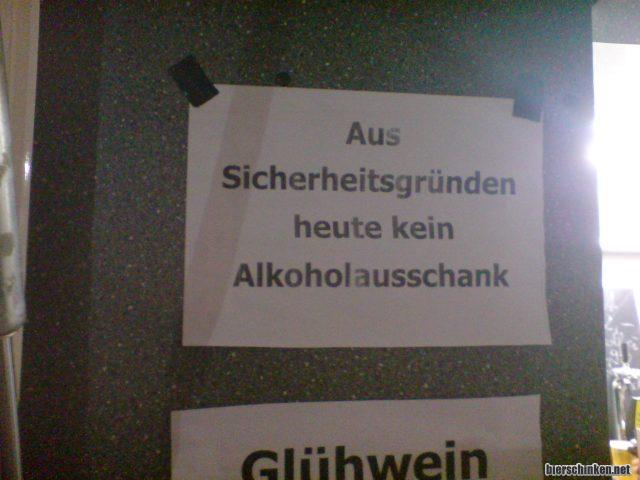 Aus
Sicherheitsgründen
heute kein
Alkoholausschank
Glühwein
bierschinken.net